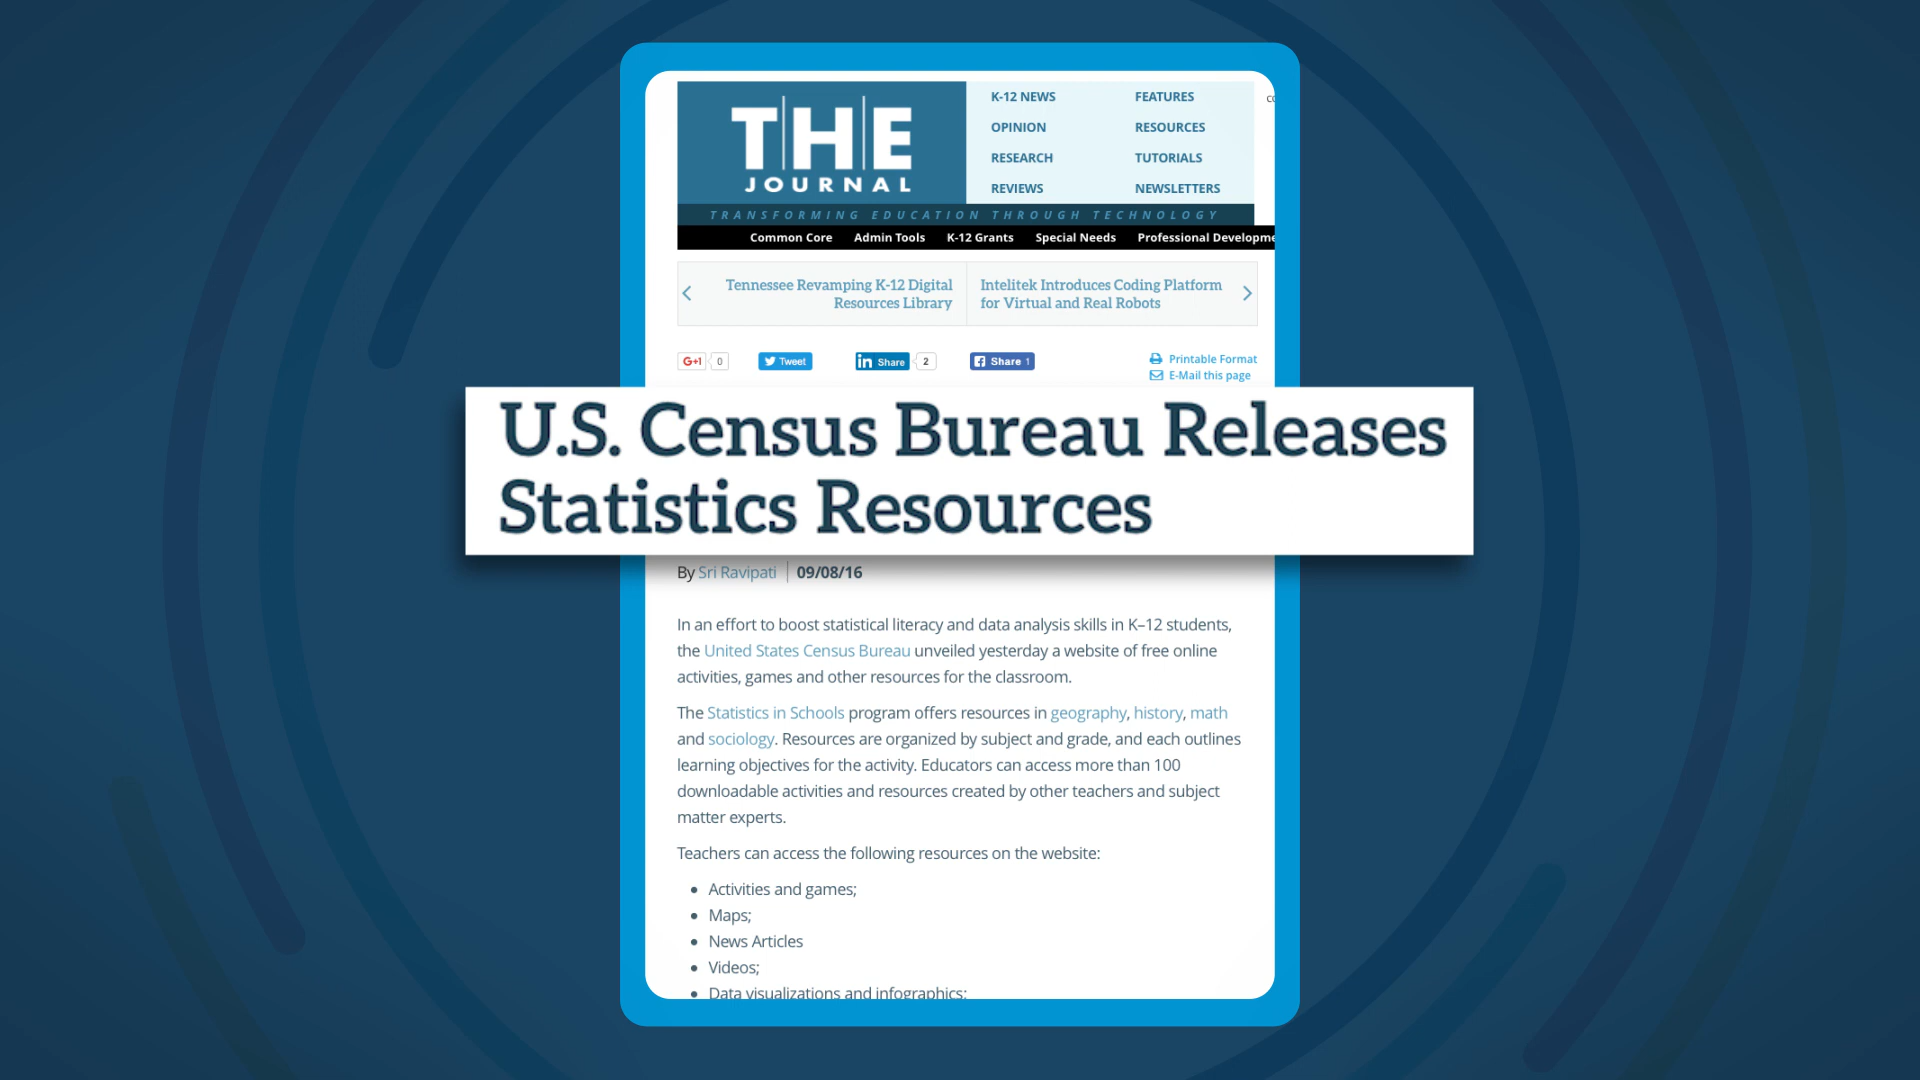 THE
JOURNAL
K-12 NEWS
OPINION
RESEARCH
REVIEWS
FEATURES
RESOURCES
TUTORIALS
NEWSLETTERS
TRANSFORMING EDUCATION THROUGH TECHNOLOGY
Common Core Admin Tools K-12 Grants Special Needs Professional Developme
Tennessee Revamping K-12 Digital
Resources Library
Intelitek Introduces Coding Platform
for Virtual and Real Robots
G+1 0 Tweet in Share 2 Share 1
Printable Format
E-Mail this page
U.S. Census Bureau Releases
Statistics Resources
By Sri Ravipati | 09/08/16
In an effort to boost statistical literacy and data analysis skills in K–12 students,
the United States Census Bureau unveiled yesterday a website of free online
activities, games and other resources for the classroom.
The Statistics in Schools program offers resources in geography, history, math
and sociology. Resources are organized by subject and grade, and each outlines
learning objectives for the activity. Educators can access more than 100
downloadable activities and resources created by other teachers and subject
matter experts.
Teachers can access the following resources on the website:
• Activities and games;
• Maps;
• News Articles
• Videos;
• Data visualizations and infographics;